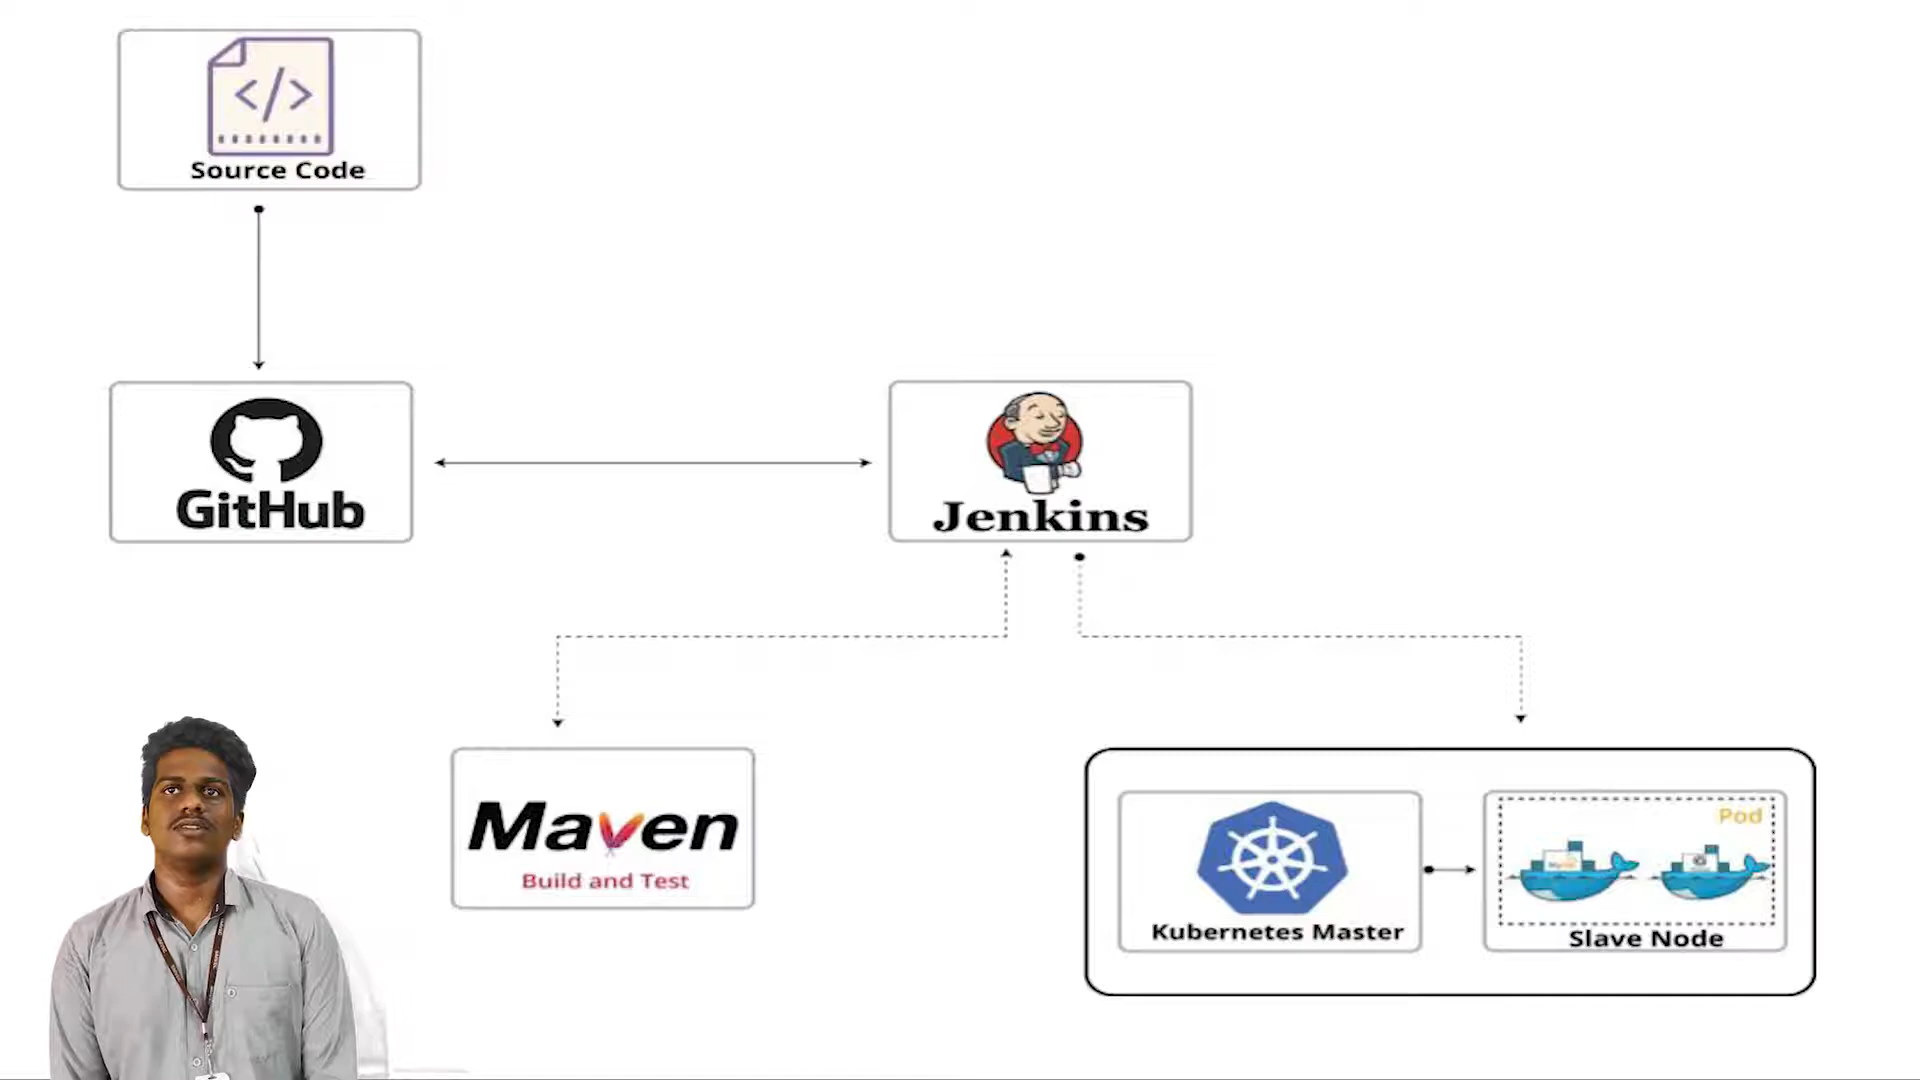 Source Code
GitHub
Jenkins
Maven
Build and Test
Kubernetes Master
Pod
Slave Node